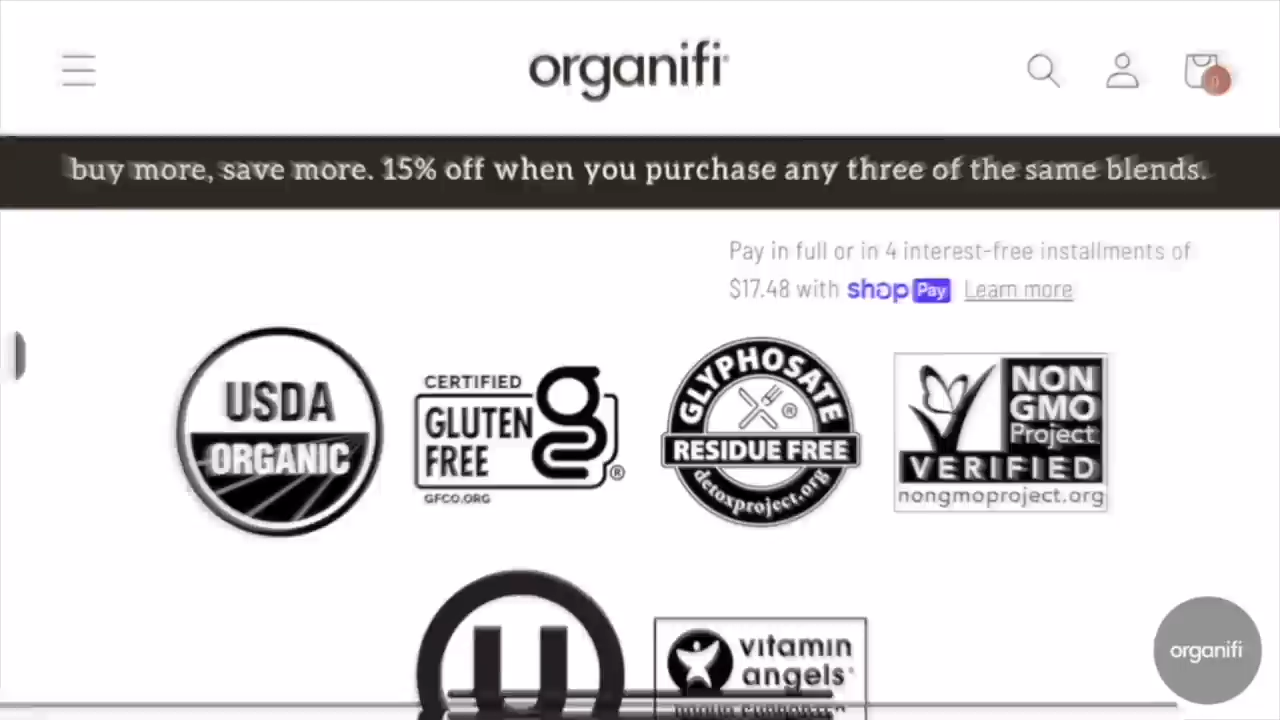 organifi
0
buy more, save more. 15% off when you purchase any three of the same blends.
Pay in full or in 4 interest-free installments of
$17.48 with shop Pay Learn more
USDA
ORGANIC
CERTIFIED
GLUTEN
FREE
GFCO.ORG
GLYPHOSATE
RESIDUE FREE
detoxproject.org
NON
GMO
Project
VERIFIED
nongmoproject.org
U
vitamin
angels
organifi